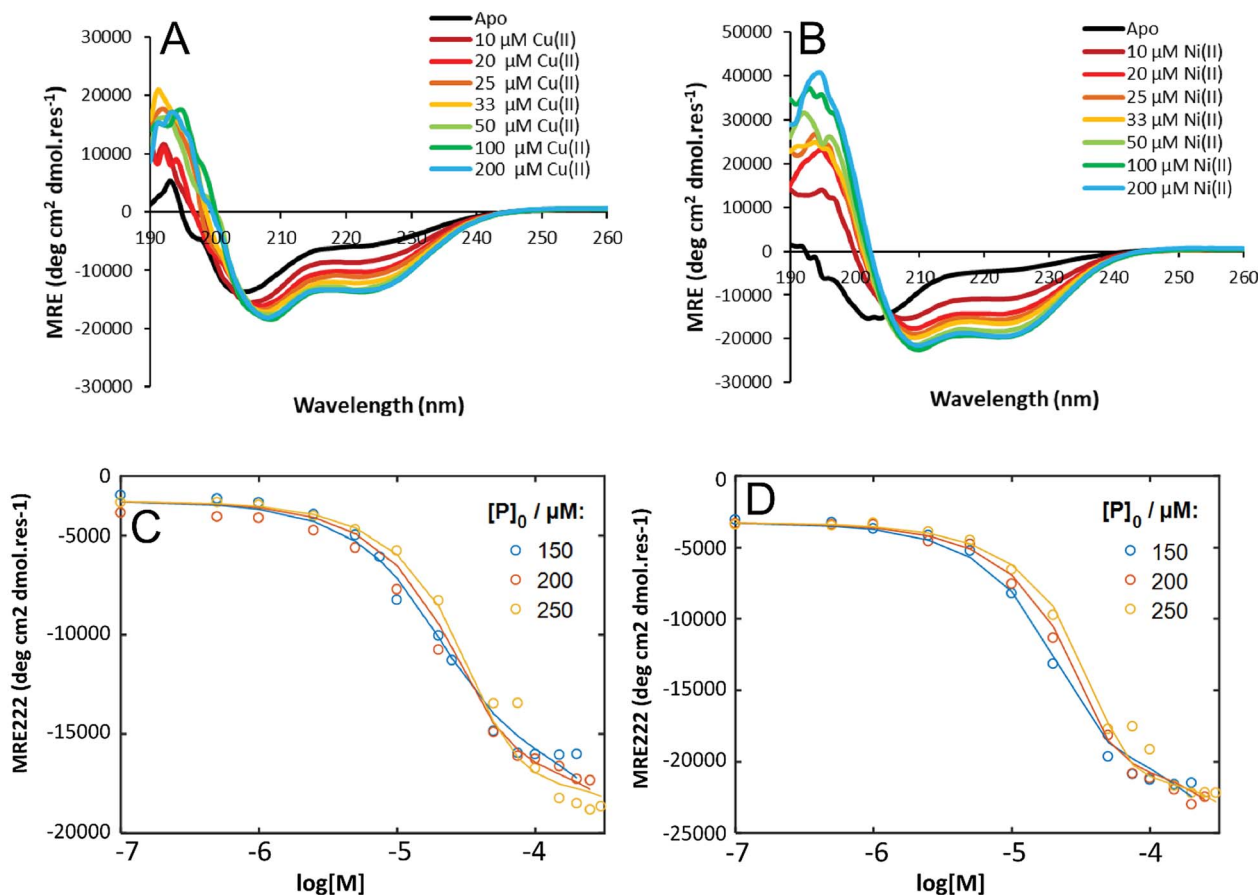 A
30000
20000
10000
0
-10000
-20000
-30000
190 200 210 220 230 240 250 260
MRE (deg cm² dmol.res⁻¹)
Wavelength (nm)
Apo
10 µM Cu(II)
20 µM Cu(II)
25 µM Cu(II)
33 µM Cu(II)
50 µM Cu(II)
100 µM Cu(II)
200 µM Cu(II)
B
50000
40000
30000
20000
10000
0
-10000
-20000
-30000
190 200 210 220 230 240 250 260
MRE (deg cm² dmol.res⁻¹)
Wavelength (nm)
Apo
10 µM Ni(II)
20 µM Ni(II)
25 µM Ni(II)
33 µM Ni(II)
50 µM Ni(II)
100 µM Ni(II)
200 µM Ni(II)
C
0
-5000
-10000
-15000
-20000
-7 -6 -5 -4
MRE222 (deg cm2 dmol.res-1)
log[M]
[P]₀ / µM:
150
200
250
D
0
-5000
-10000
-15000
-20000
-25000
-7 -6 -5 -4
MRE222 (deg cm2 dmol.res-1)
log[M]
[P]₀ / µM:
150
200
250